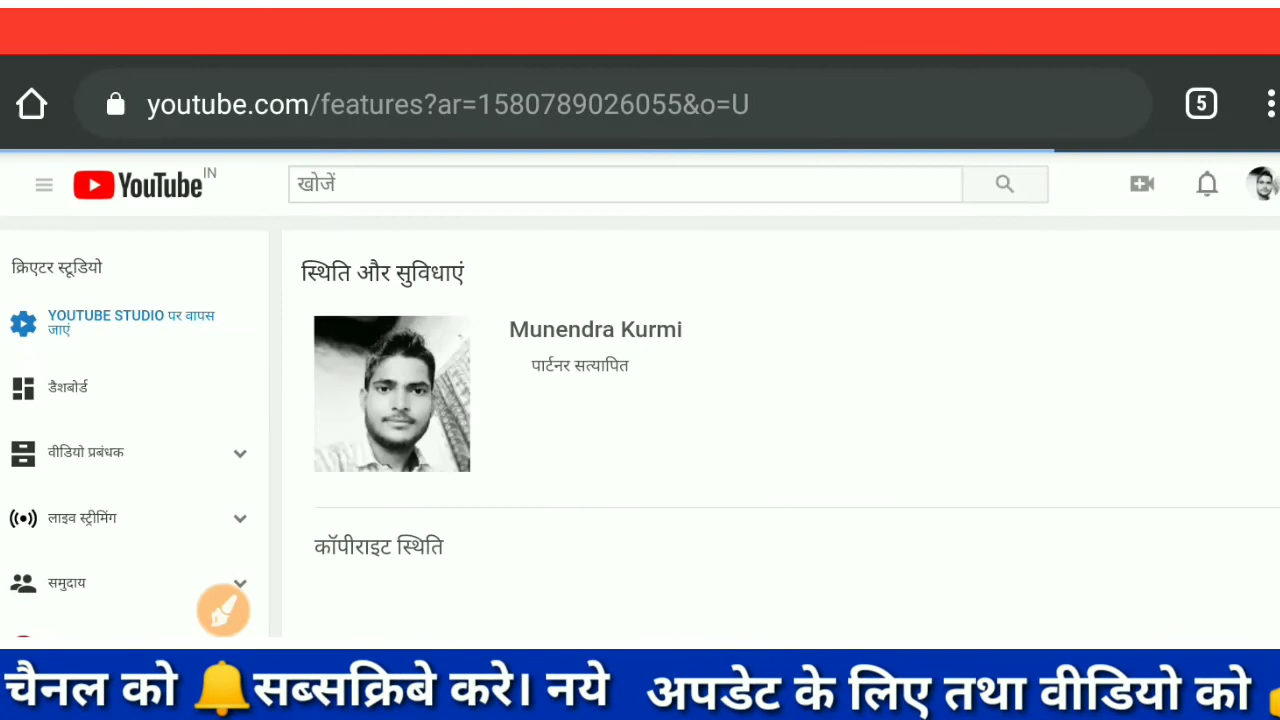 youtube.com/features?ar=1580789026055&o=U
5
YouTube IN
खोजें
क्रिएटर स्टूडियो
YOUTUBE STUDIO पर वापस
जाएं
डैशबोर्ड
वीडियो प्रबंधक
लाइव स्ट्रीमिंग
समुदाय
स्थिति और सुविधाएं
Munendra Kurmi
पार्टनर सत्यापित
कॉपीराइट स्थिति
चैनल को 🔔सब्सक्रिबे करे। नये अपडेट के लिए तथा वीडियो को